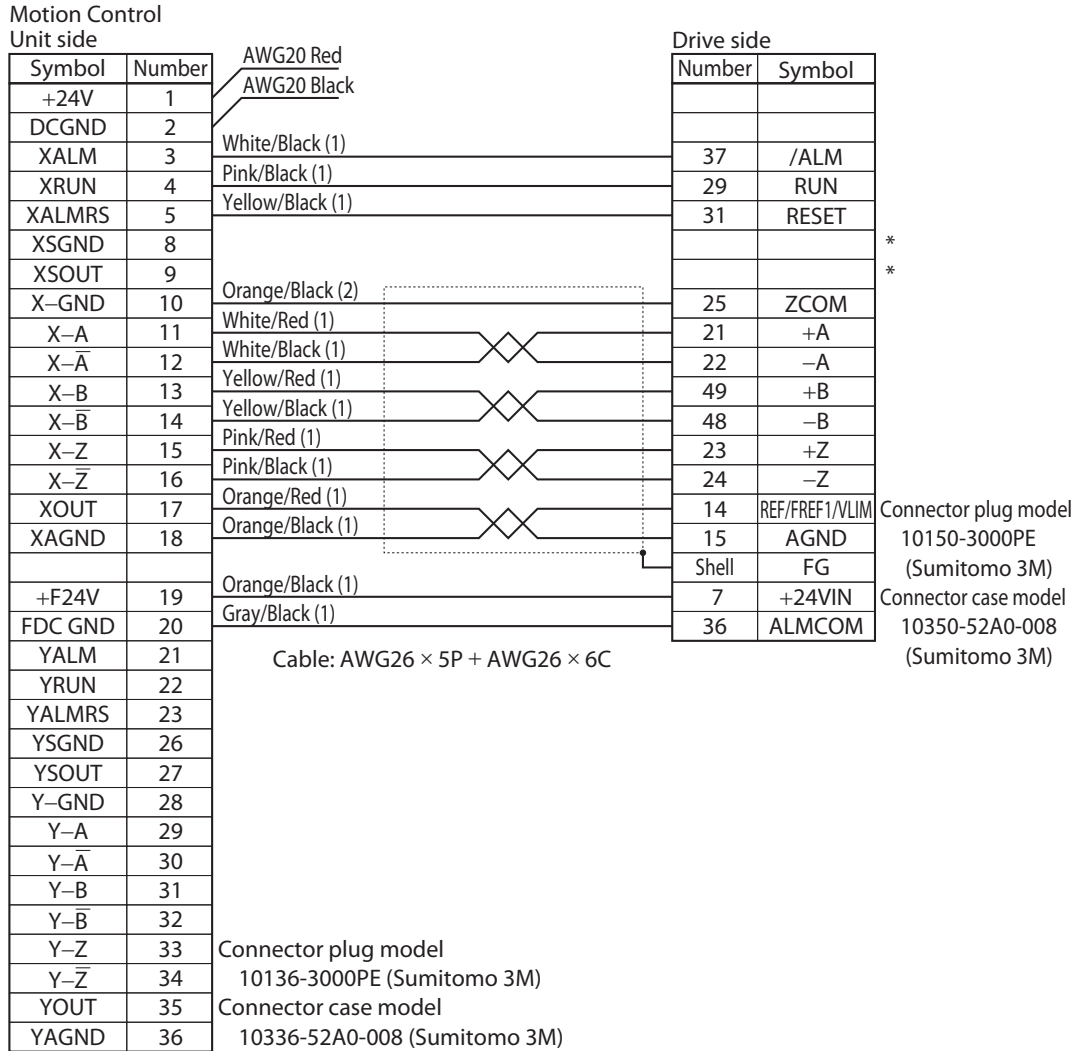 Motion Control
Unit side
Drive side
Symbol Number AWG20 Red Number Symbol
+24V 1 AWG20 Black
DCGND 2
XALM 3 White/Black (1) 37 /ALM
XRUN 4 Pink/Black (1) 29 RUN
XALMRS 5 Yellow/Black (1) 31 RESET
XSGND 8 *
XSOUT 9 *
X−GND 10 Orange/Black (2) 25 ZCOM
X−A 11 White/Red (1) 21 +A
X−A̅ 12 White/Black (1) 22 −A
X−B 13 Yellow/Red (1) 49 +B
X−B̅ 14 Yellow/Black (1) 48 −B
X−Z 15 Pink/Red (1) 23 +Z
X−Z̅ 16 Pink/Black (1) 24 −Z
XOUT 17 Orange/Red (1) 14 REF/FREF1/VLIM Connector plug model
XAGND 18 Orange/Black (1) 15 AGND 10150-3000PE
Shell FG (Sumitomo 3M)
+F24V 19 Orange/Black (1) 7 +24VIN Connector case model
FDC GND 20 Gray/Black (1) 36 ALMCOM 10350-52A0-008
YALM 21 Cable: AWG26 × 5P + AWG26 × 6C (Sumitomo 3M)
YRUN 22
YALMRS 23
YSGND 26
YSOUT 27
Y−GND 28
Y−A 29
Y−A̅ 30
Y−B 31
Y−B̅ 32
Y−Z 33 Connector plug model
Y−Z̅ 34 10136-3000PE (Sumitomo 3M)
YOUT 35 Connector case model
YAGND 36 10336-52A0-008 (Sumitomo 3M)